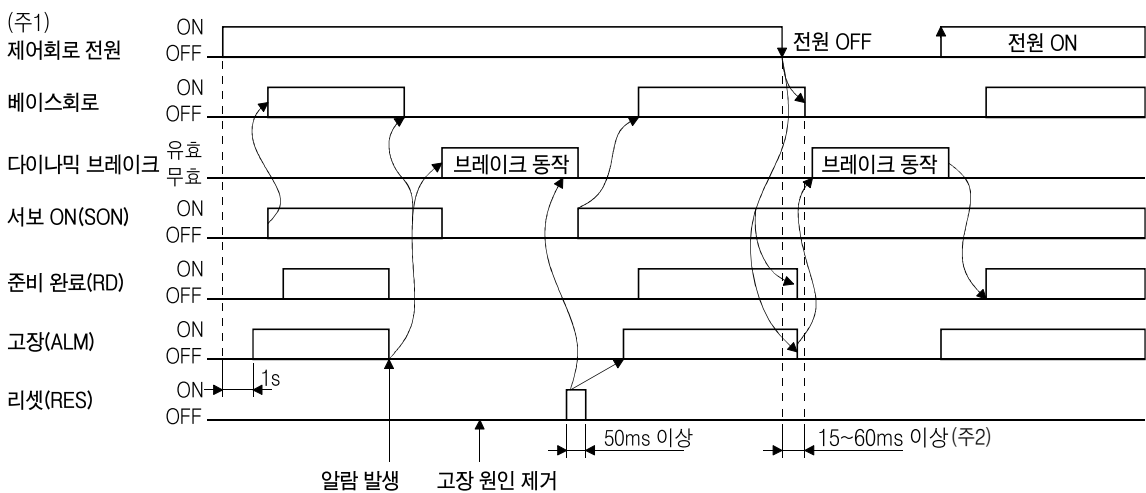 (주1)
제어회로 전원
ON
OFF
전원 OFF
전원 ON
베이스회로
ON
OFF
다이나믹 브레이크
유효
무효
브레이크 동작
브레이크 동작
서보 ON(SON)
ON
OFF
준비 완료(RD)
ON
OFF
고장(ALM)
ON
OFF
1s
리셋(RES)
ON
OFF
50ms 이상
15~60ms 이상(주2)
알람 발생
고장 원인 제거